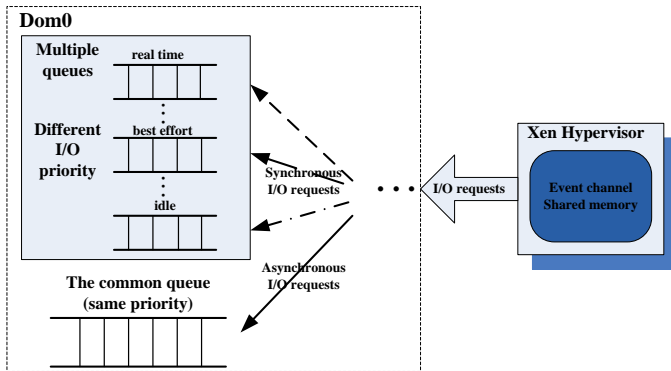 Dom0
Multiple
queues
real time
Different
I/O
priority
best effort
idle
Synchronous
I/O requests
Asynchronous
I/O requests
The common queue
(same priority)
I/O requests
Xen Hypervisor
Event channel
Shared memory